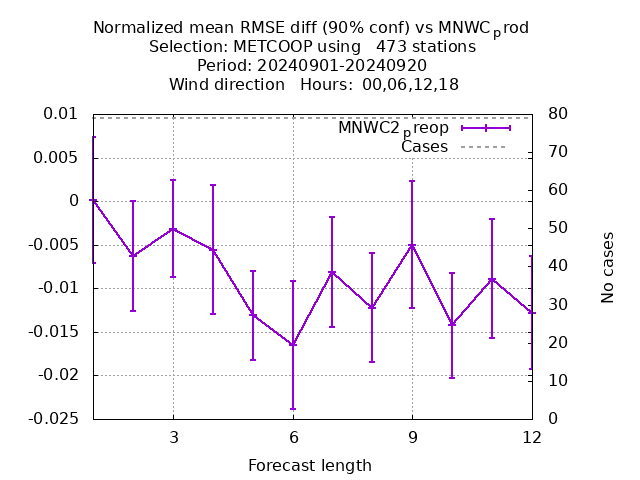 Normalized mean RMSE diff (90% conf) vs MNWCprod
Selection: METCOOP using   473 stations
Period: 20240901-20240920
Wind direction   Hours:  00,06,12,18
0.01
0.005
0
-0.005
-0.01
-0.015
-0.02
-0.025
MNWC2preop
Cases
80
70
60
50
40
30
20
10
0
No cases
3
6
9
12
Forecast length